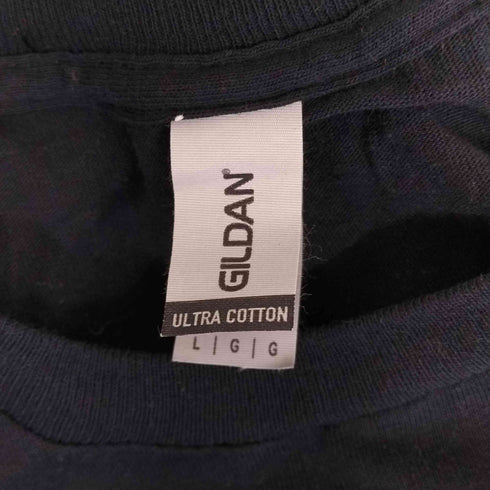 GILDAN®
ULTRA COTTON
L | G | G